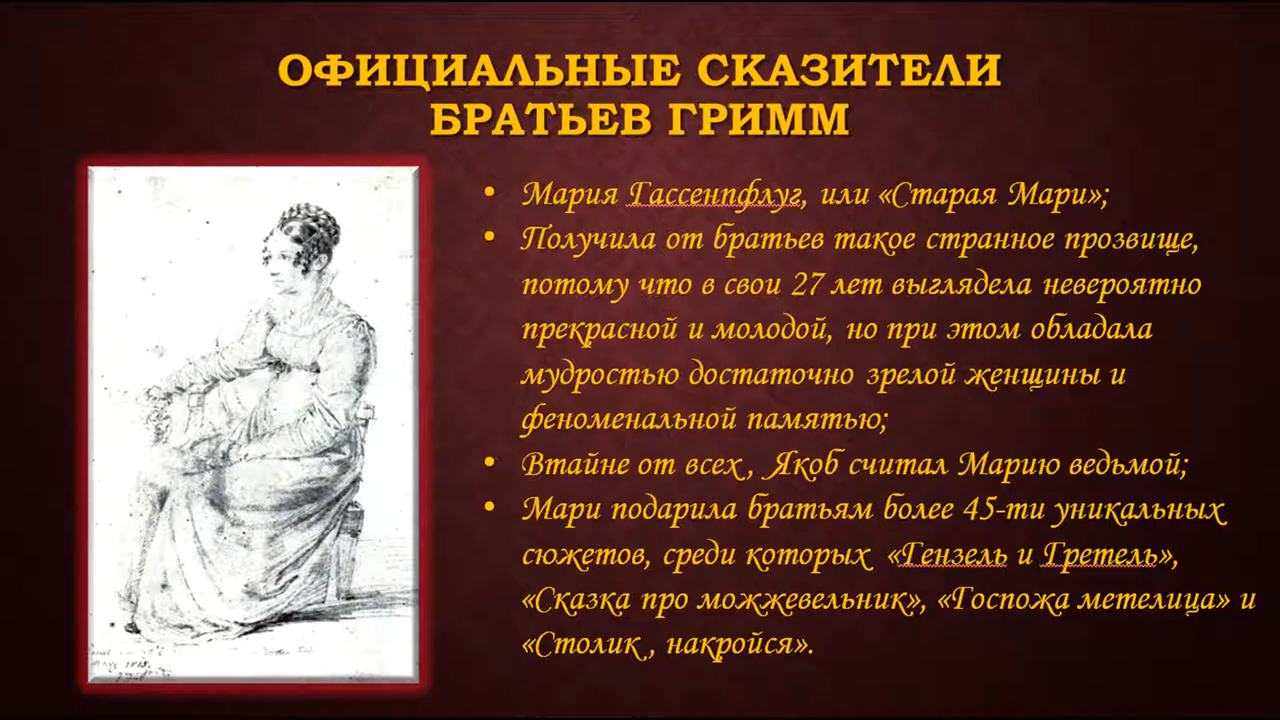 ОФИЦИАЛЬНЫЕ СКАЗИТЕЛИ
БРАТЬЕВ ГРИММ
• Мария Гассенпфлуг, или «Старая Мари»;
• Получила от братьев такое странное прозвище,
потому что в свои 27 лет выглядела невероятно
прекрасной и молодой, но при этом обладала
мудростью достаточно зрелой женщины и
феноменальной памятью;
• Втайне от всех , Якоб считал Марию ведьмой;
• Мари подарила братьям более 45-ти уникальных
сюжетов, среди которых «Гензель и Гретель»,
«Сказка про можжевельник», «Госпожа метелица» и
«Столик , накройся».